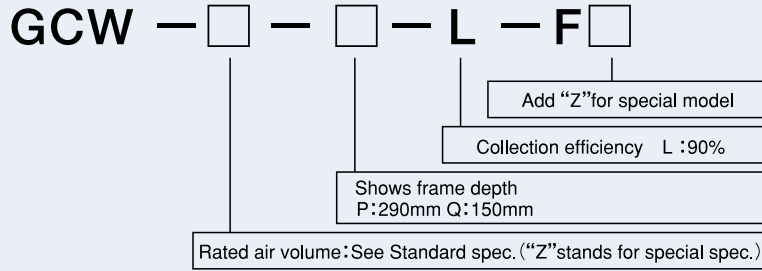 GCW － □ － □ － L － F□
Add “Z”for special model
Collection efficiency L：90%
Shows frame depth
P：290mm Q：150mm
Rated air volume：See Standard spec.(“Z”stands for special spec.)